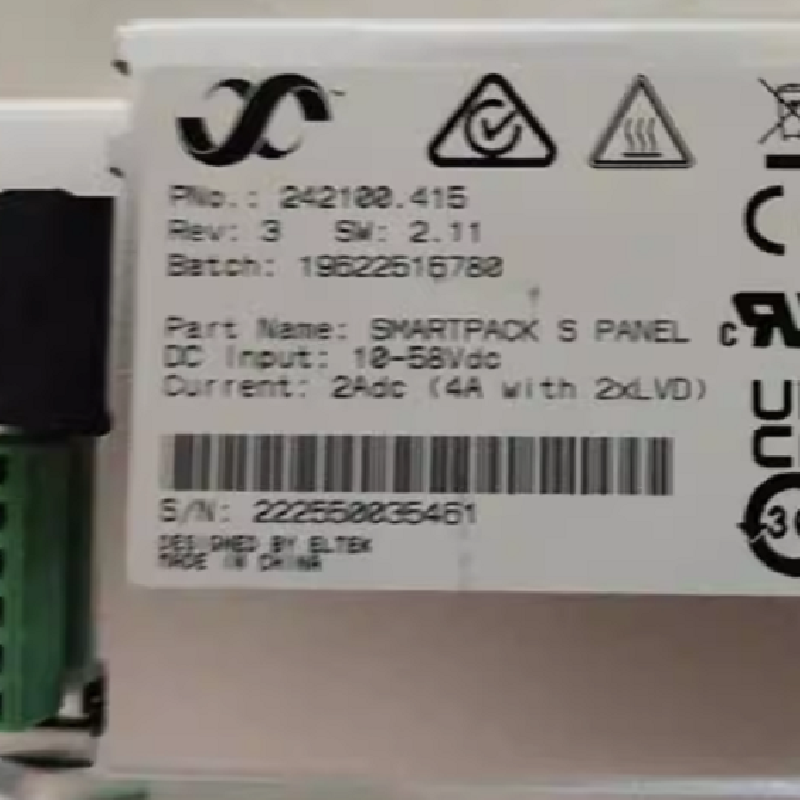 PNo.: 242100.415
Rev: 3 SW: 2.11
Batch: 19622516780
Part Name: SMARTPACK S PANEL
DC Input: 10-58Vdc
Current: 2Adc (4A with 2xLVD)
S/N: 222550035461
DESIGNED BY ELTEK
MADE IN CHINA